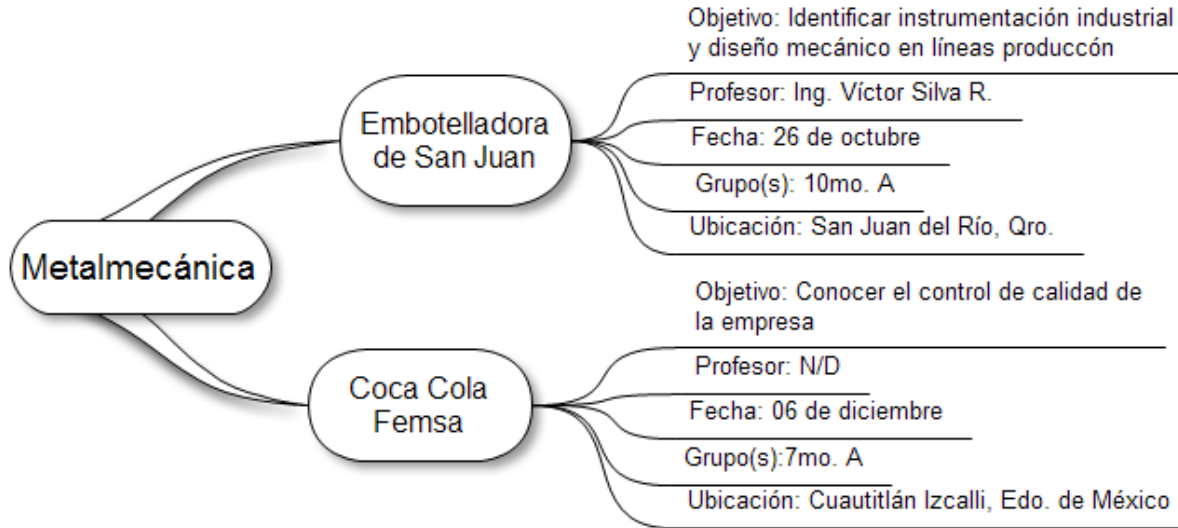 Metalmecánica
Embotelladora
de San Juan
Objetivo: Identificar instrumentación industrial
y diseño mecánico en líneas produccón
Profesor: Ing. Víctor Silva R.
Fecha: 26 de octubre
Grupo(s): 10mo. A
Ubicación: San Juan del Río, Qro.
Coca Cola
Femsa
Objetivo: Conocer el control de calidad de
la empresa
Profesor: N/D
Fecha: 06 de diciembre
Grupo(s):7mo. A
Ubicación: Cuautitlán Izcalli, Edo. de México